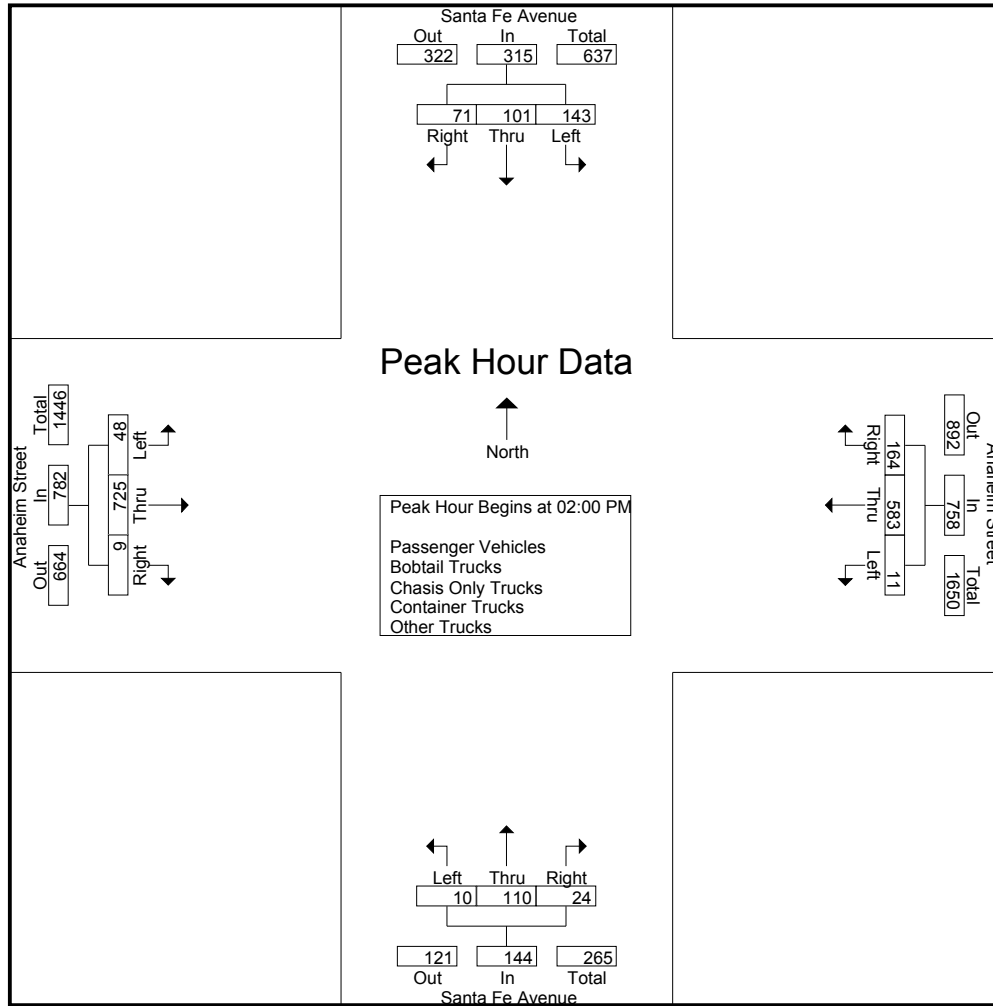 Santa Fe Avenue
Out In Total
322 315 637
71 101 143
Right Thru Left
Peak Hour Data
North
Peak Hour Begins at 02:00 PM
Passenger Vehicles
Bobtail Trucks
Chasis Only Trucks
Container Trucks
Other Trucks
Anaheim Street
Out In Total
664 782 1446
9 725 48
Right Thru Left
Anaheim Street
Out In Total
892 758 1650
164 583 11
Right Thru Left
Left Thru Right
10 110 24
121 144 265
Out In Total
Santa Fe Avenue